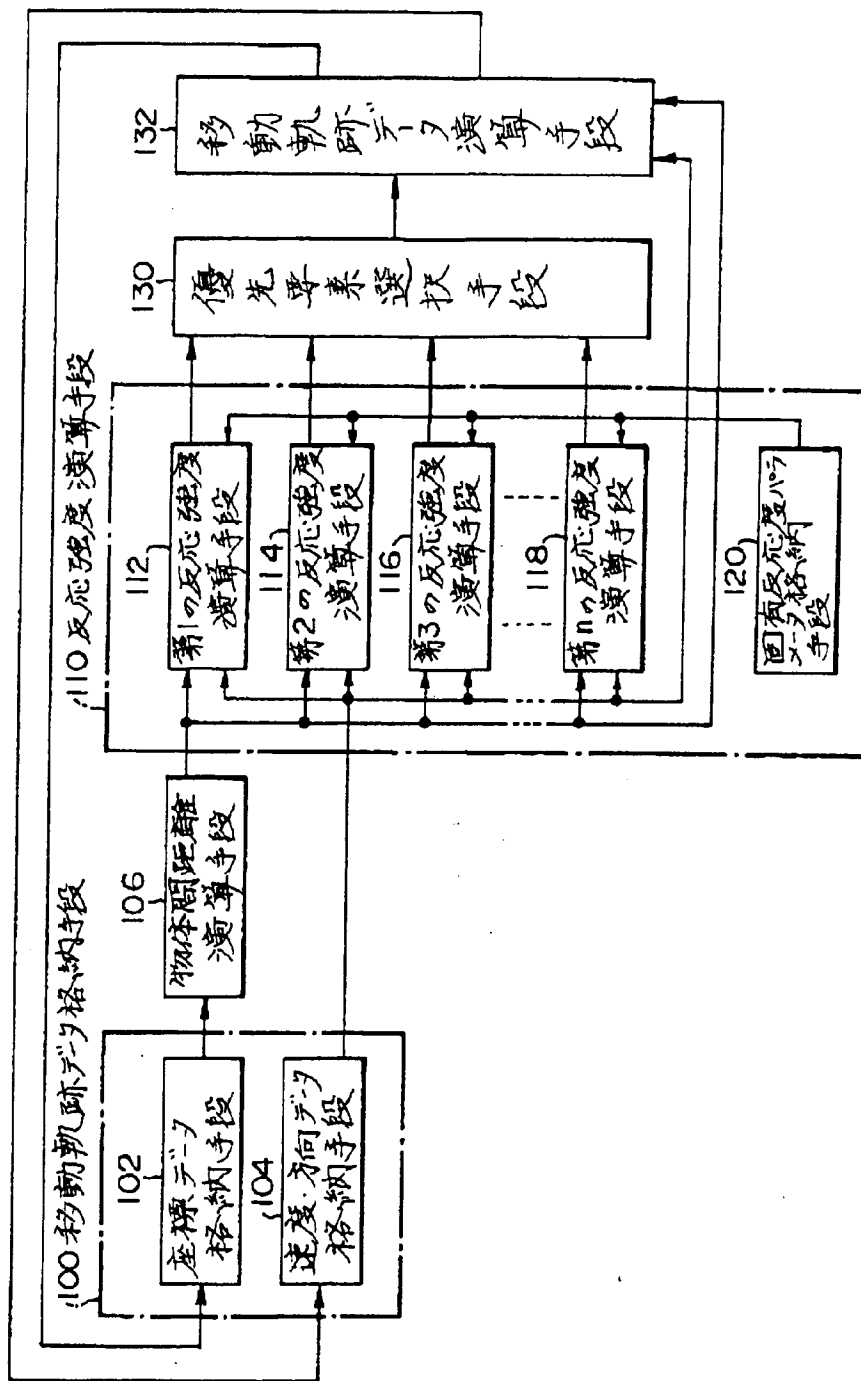 100 移動軌跡データ格納手段
102
座標データ
格納手段
104
速度・方向データ
格納手段
106
物体間距離
演算手段
110 反応強度演算手段
112
第1の反応強度
演算手段
114
第2の反応強度
演算手段
116
第3の反応強度
演算手段
118
第nの反応強度
演算手段
120
固有反応度パラ
メータ格納
手段
130
優先要素選択手段
132
移動軌跡データ演算手段